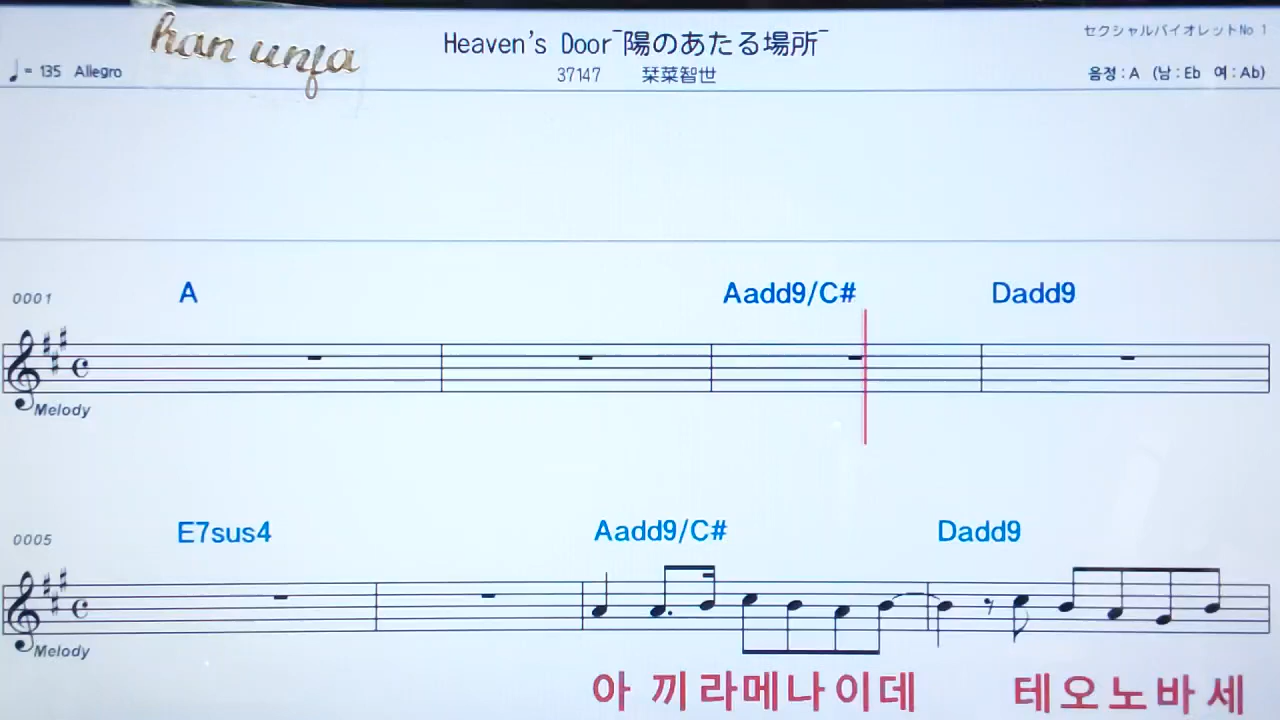 han unfa
Heaven's Door~陽のあたる場所~
セクシャルバイオレットNo 1
♩= 135 Allegro
37147 栞菜智世
음정 : A (남 : Eb 여 : Ab)
0001 A Aadd9/C# Dadd9
Melody
0005 E7sus4 Aadd9/C# Dadd9
Melody
아 끼 라 메 나 이 데 테 오 노 바 세